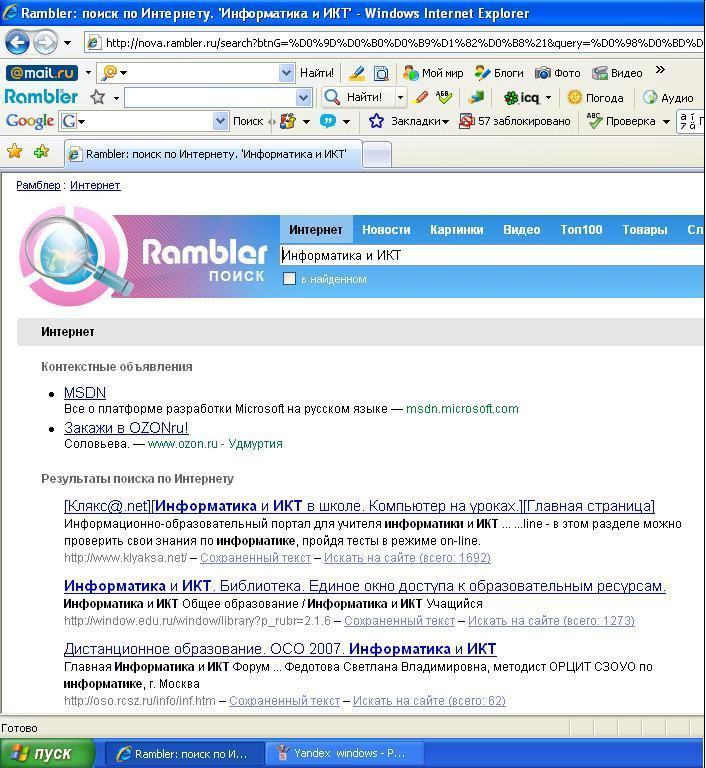 Rambler: поиск по Интернету. 'Информатика и ИКТ' - Windows Internet Explorer
http://nova.rambler.ru/search?btnG=%D0%9D%D0%B0%D0%B9%D1%82%D0%B8%21&query=%D0%98%D0%BD%D
@mail.ru Найти! Мой мир Блоги Фото Видео »
Rambler Найти! icq Погода Аудио
Google G Поиск Закладки 57 заблокировано Проверка
Rambler: поиск по Интернету. 'Информатика и ИКТ'
Рамблер : Интернет
Rambler ПОИСК
Интернет Новости Картинки Видео Топ100 Товары Сл
Информатика и ИКТ
в найденном
Интернет
Контекстные объявления
• MSDN
Все о платформе разработки Microsoft на русском языке — msdn.microsoft.com
• Закажи в OZONru!
Соловьева. — www.ozon.ru - Удмуртия
Результаты поиска по Интернету
[Клякс@.net][Информатика и ИКТ в школе. Компьютер на уроках.][Главная страница]
Информационно-образовательный портал для учителя информатики и ИКТ ... ...line - в этом разделе можно
проверить свои знания по информатике, пройдя тесты в режиме on-line.
http://www.klyaksa.net/ – Сохраненный текст – Искать на сайте (всего: 1692)
Информатика и ИКТ. Библиотека. Единое окно доступа к образовательным ресурсам.
Информатика и ИКТ Общее образование / Информатика и ИКТ Учащийся
http://window.edu.ru/window/library?p_rubr=2.1.6 – Сохраненный текст – Искать на сайте (всего: 1273)
Дистанционное образование. ОСО 2007. Информатика и ИКТ
Главная Информатика и ИКТ Форум ... Федотова Светлана Владимировна, методист ОРЦИТ СЗОУО по
информатике, г. Москва
http://oso.rcsz.ru/info/inf.htm – Сохраненный текст – Искать на сайте (всего: 62)
Готово
пуск Rambler: поиск по И... Yandex windows - P...